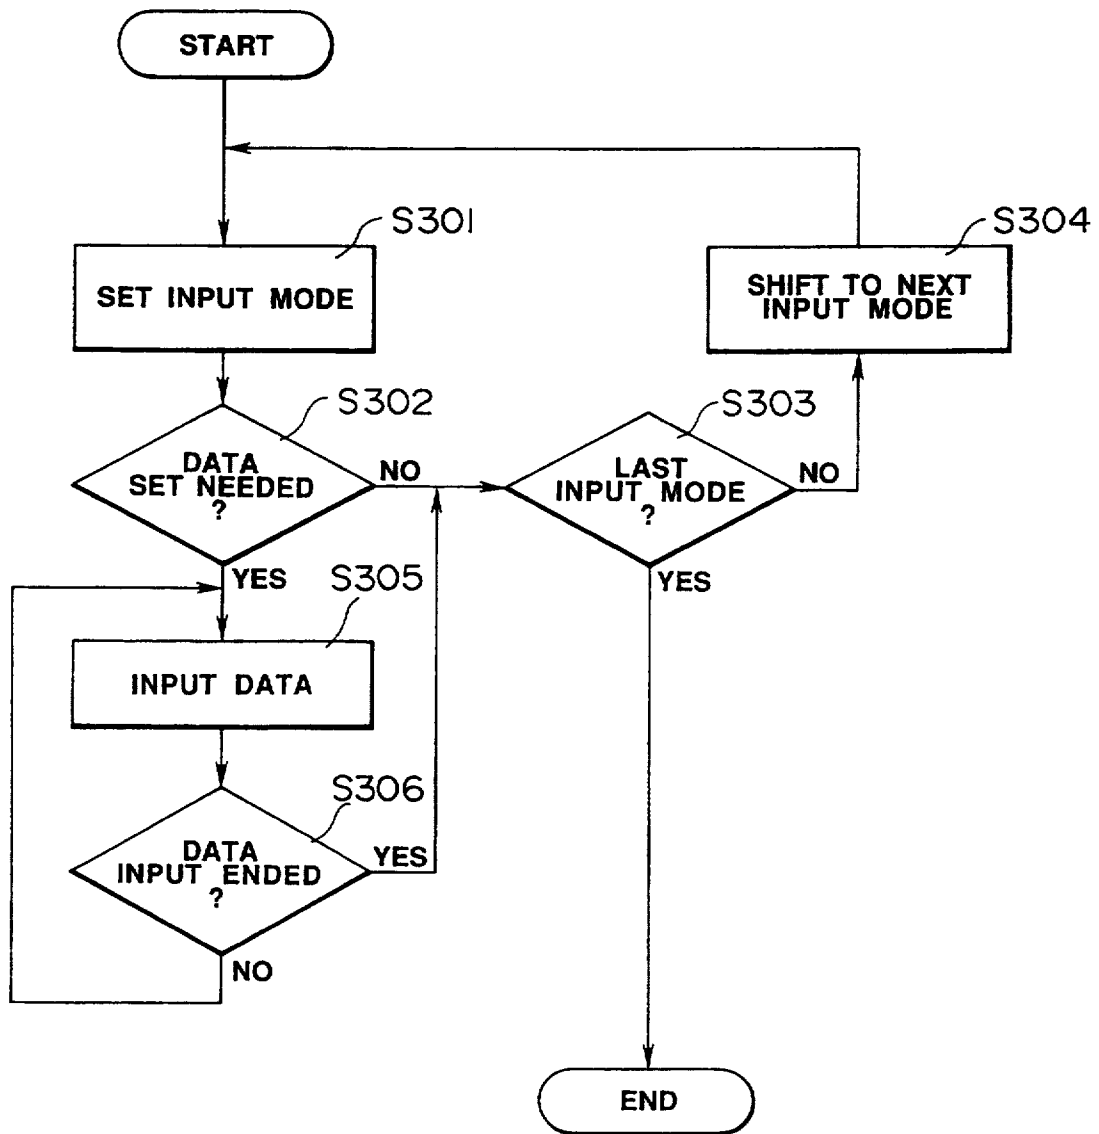 START
S301
SET INPUT MODE
S304
SHIFT TO NEXT
INPUT MODE
S302
DATA
SET NEEDED
?
NO
YES
S303
LAST
INPUT MODE
?
NO
YES
S305
INPUT DATA
S306
DATA
INPUT ENDED
?
YES
NO
END